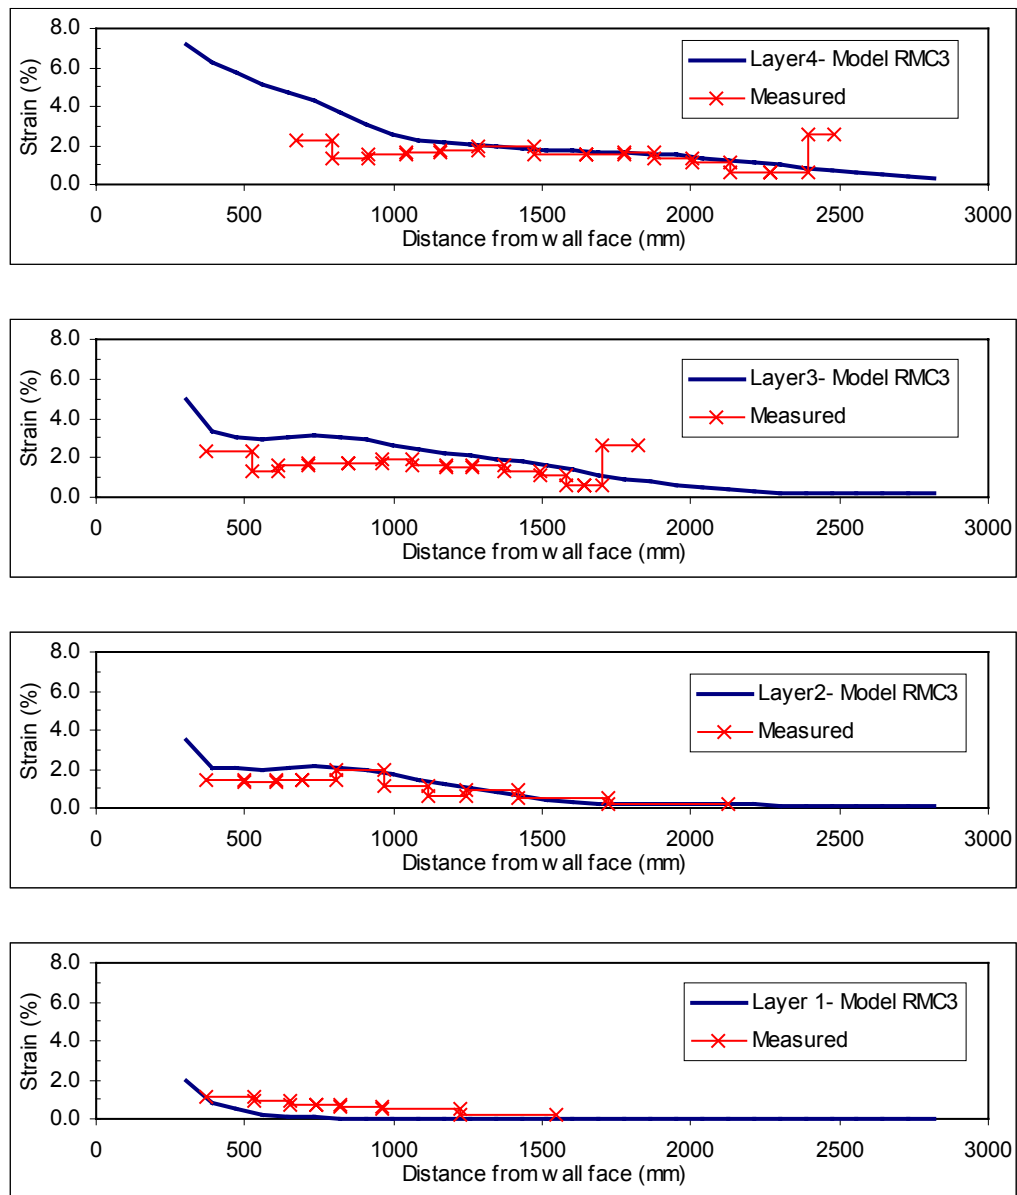 8.0
6.0
4.0
2.0
0.0
Strain (%)
Layer4- Model RMC3
Measured
0 500 1000 1500 2000 2500 3000
Distance from wall face (mm)
8.0
6.0
4.0
2.0
0.0
Strain (%)
Layer3- Model RMC3
Measured
0 500 1000 1500 2000 2500 3000
Distance from wall face (mm)
8.0
6.0
4.0
2.0
0.0
Strain (%)
Layer2- Model RMC3
Measured
0 500 1000 1500 2000 2500 3000
Distance from wall face (mm)
8.0
6.0
4.0
2.0
0.0
Strain (%)
Layer 1- Model RMC3
Measured
0 500 1000 1500 2000 2500 3000
Distance from wall face (mm)